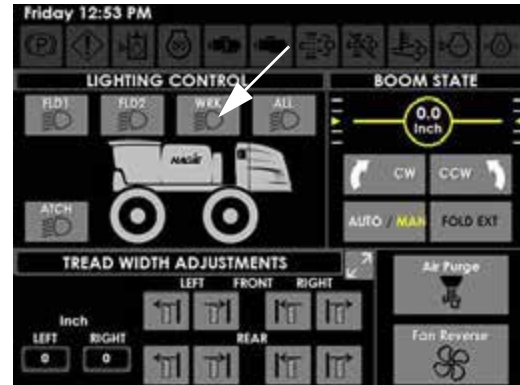 Friday 12:53 PM
LIGHTING CONTROL
BOOM STATE
FLD1 FLD2 WRK ALL
0.0
Inch
HAGIE
CW CCW
ATCH
AUTO / MAN FOLD EXT
TREAD WIDTH ADJUSTMENTS
Air Purge
LEFT FRONT RIGHT
Inch
LEFT RIGHT
REAR
Fan Reverse
0 0